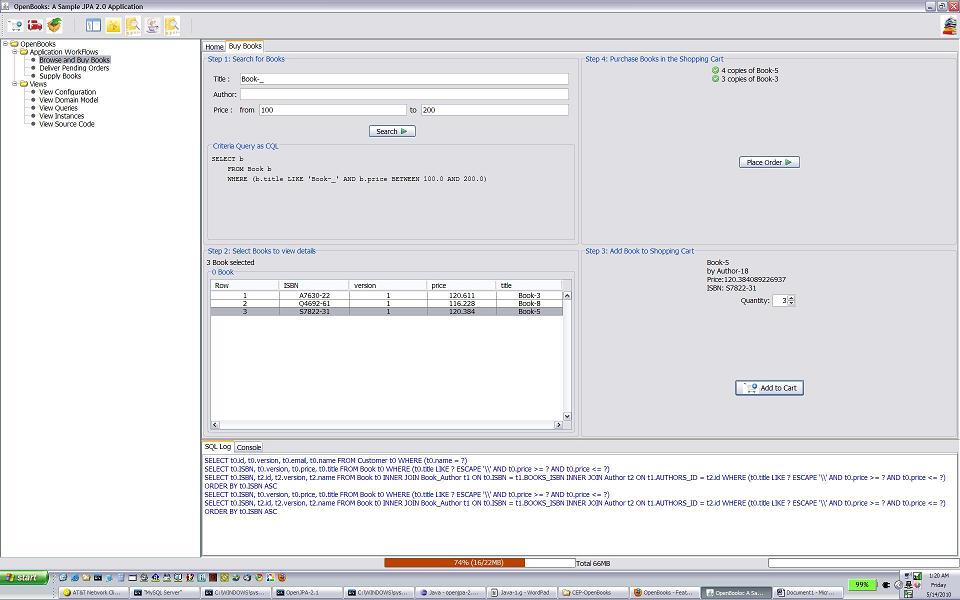 OpenBooks: A Sample JPA 2.0 Application
OpenBooks
Application WorkFlows
Browse and Buy Books
Deliver Pending Orders
Supply Books
Views
View Configuration
View Domain Model
View Queries
View Instances
View Source Code
Home
Buy Books
Step 1: Search for Books
Title :
Book-_
Author:
Price : from 100 to 200
Search
Criteria Query as CQL
SELECT b
FROM Book b
WHERE (b.title LIKE 'Book-_' AND b.price BETWEEN 100.0 AND 200.0)
Step 4: Purchase Books in the Shopping Cart
4 copies of Book-5
3 copies of Book-3
Place Order
Step 2: Select Books to view details
3 Book selected
0 Book
Row ISBN version price title
1 A7630-22 1 120.611 Book-3
2 Q4692-61 1 116.228 Book-8
3 S7822-31 1 120.384 Book-5
Step 3: Add Book to Shopping Cart
Book-5
by Author-18
Price:120.384089226937
ISBN: S7822-31
Quantity: 3
Add to Cart
SQL Log
Console
SELECT t0.id, t0.version, t0.email, t0.name FROM Customer t0 WHERE (t0.name = ?)
SELECT t0.ISBN, t0.version, t0.price, t0.title FROM Book t0 WHERE (t0.title LIKE ? ESCAPE '\\' AND t0.price >= ? AND t0.price <= ?)
SELECT t0.ISBN, t2.id, t2.version, t2.name FROM Book t0 INNER JOIN Book_Author t1 ON t0.ISBN = t1.BOOKS_ISBN INNER JOIN Author t2 ON t1.AUTHORS_ID = t2.id WHERE (t0.title LIKE ? ESCAPE '\\' AND t0.price >= ? AND t0.price <= ?)
ORDER BY t0.ISBN ASC
SELECT t0.ISBN, t0.version, t0.price, t0.title FROM Book t0 WHERE (t0.title LIKE ? ESCAPE '\\' AND t0.price >= ? AND t0.price <= ?)
SELECT t0.ISBN, t2.id, t2.version, t2.name FROM Book t0 INNER JOIN Book_Author t1 ON t0.ISBN = t1.BOOKS_ISBN INNER JOIN Author t2 ON t1.AUTHORS_ID = t2.id WHERE (t0.title LIKE ? ESCAPE '\\' AND t0.price >= ? AND t0.price <= ?)
ORDER BY t0.ISBN ASC
74% (16/22MB)
Total 66MB
start
99%
1:20 AM
Friday
5/14/2010
AT&T Network Cl...
"MySQL Server"
C:\WINDOWS\sys...
OpenJPA-2.1
C:\WINDOWS\sys...
Java - openjpa-2...
Java-1.g - WordPad
CEP-OpenBooks
OpenBooks - Feat...
OpenBooks: A Sa...
Document1 - Micr...